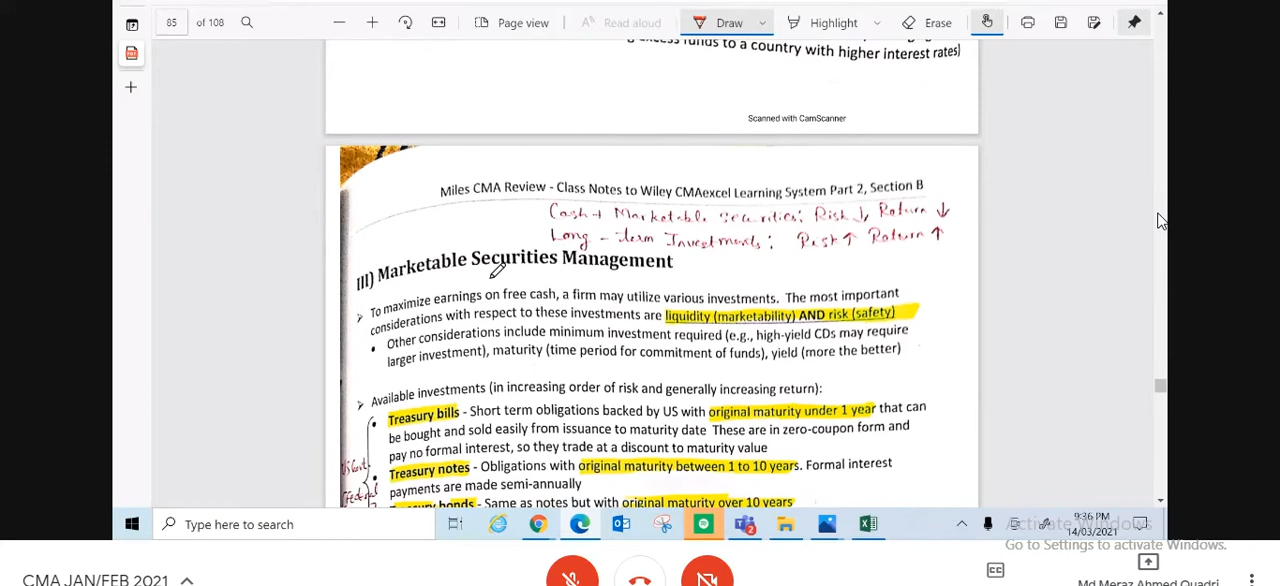 85 of 108 Page view Read aloud Draw Highlight Erase
excess funds to a country with higher interest rates)
Scanned with CamScanner
Miles CMA Review - Class Notes to Wiley CMAexcel Learning System Part 2, Section B
Cash + Marketable Securities: Risk ↓, Return ↓
Long - term Investments: Risk ↑ Return ↑
III) Marketable Securities Management
➢ To maximize earnings on free cash, a firm may utilize various investments. The most important
considerations with respect to these investments are liquidity (marketability) AND risk (safety)
• Other considerations include minimum investment required (e.g., high-yield CDs may require
larger investment), maturity (time period for commitment of funds), yield (more the better)
➢ Available investments (in increasing order of risk and generally increasing return):
• Treasury bills - Short term obligations backed by US with original maturity under 1 year that can
be bought and sold easily from issuance to maturity date These are in zero-coupon form and
pay no formal interest, so they trade at a discount to maturity value
• Treasury notes - Obligations with original maturity between 1 to 10 years. Formal interest
payments are made semi-annually
Federal
Treasury bonds - Same as notes but with original maturity over 10 years
Type here to search
9:36 PM
14/03/2021
Activate Windows
Go to Settings to activate Windows.
CMA JAN/FEB 2021
Md Meraz Ahmed Quadri